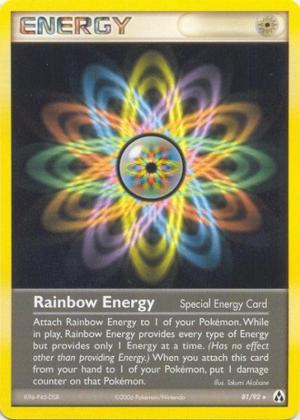 ENERGY
Rainbow Energy Special Energy Card
Attach Rainbow Energy to 1 of your Pokémon. While
in play, Rainbow Energy provides every type of Energy
but provides only 1 Energy at a time. (Has no effect
other than providing Energy.) When you attach this card
from your hand to 1 of your Pokémon, put 1 damage
counter on that Pokémon.
Illus. Takumi Akabane
©2006 Pokémon/Nintendo
81/92